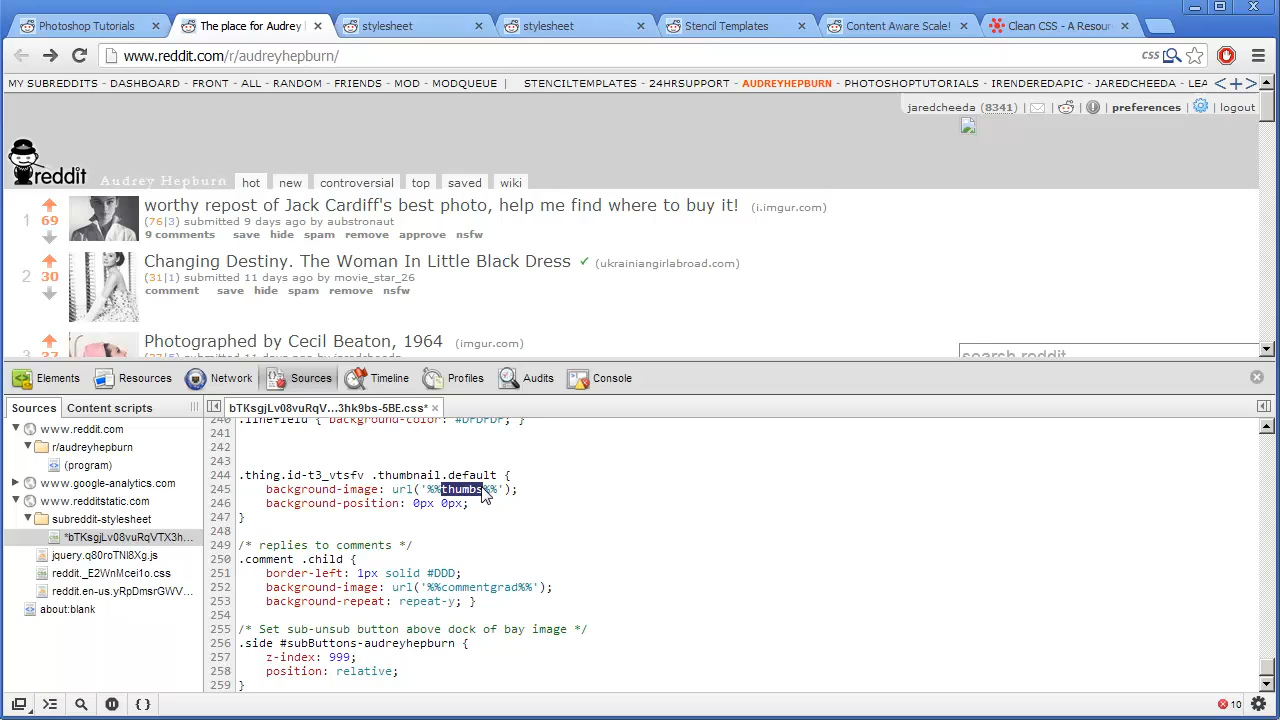 Photoshop Tutorials
The place for Audrey
stylesheet
stylesheet
Stencil Templates
Content Aware Scale!
Clean CSS - A Resour
www.reddit.com/r/audreyhepburn/
CSS
MY SUBREDDITS - DASHBOARD - FRONT - ALL - RANDOM - FRIENDS - MOD - MODQUEUE | STENCILTEMPLATES - 24HRSUPPORT - AUDREYHEPBURN - PHOTOSHOPTUTORIALS - IRENDEREDAPIC - JAREDCHEEDA - LEA <+>
jaredcheeda (8341) | | | | preferences | | logout
reddit Audrey Hepburn hot new controversial top saved wiki
1 69 worthy repost of Jack Cardiff's best photo, help me find where to buy it! (i.imgur.com)
(76|3) submitted 9 days ago by aubstronaut
9 comments save hide spam remove approve nsfw
2 30 Changing Destiny. The Woman In Little Black Dress ✓ (ukrainiangirlabroad.com)
(31|1) submitted 11 days ago by movie_star_26
comment save hide spam remove nsfw
Photographed by Cecil Beaton, 1964 (imgur.com)
search reddit
Elements Resources Network Sources Timeline Profiles Audits Console
Sources Content scripts
bTKsgjLv08vuRqV...3hk9bs-5BE.css* ×
www.reddit.com
r/audreyhepburn
(program)
www.google-analytics.com
www.redditstatic.com
subreddit-stylesheet
*bTKsgjLv08vuRqVTX3h...
jquery.q80roTNl8Xg.js
reddit._E2WnMcei1o.css
reddit.en-us.yRpDmsrGWV...
about:blank
240 .linefield { background-color: #DFDFDF; }
241
242
243
244 .thing.id-t3_vtsfv .thumbnail.default {
245 background-image: url('%%thumbs%%');
246 background-position: 0px 0px;
247 }
248
249 /* replies to comments */
250 .comment .child {
251 border-left: 1px solid #DDD;
252 background-image: url('%%commentgrad%%');
253 background-repeat: repeat-y; }
254
255 /* Set sub-unsub button above dock of bay image */
256 .side #subButtons-audreyhepburn {
257 z-index: 999;
258 position: relative;
259 }
{ }
10